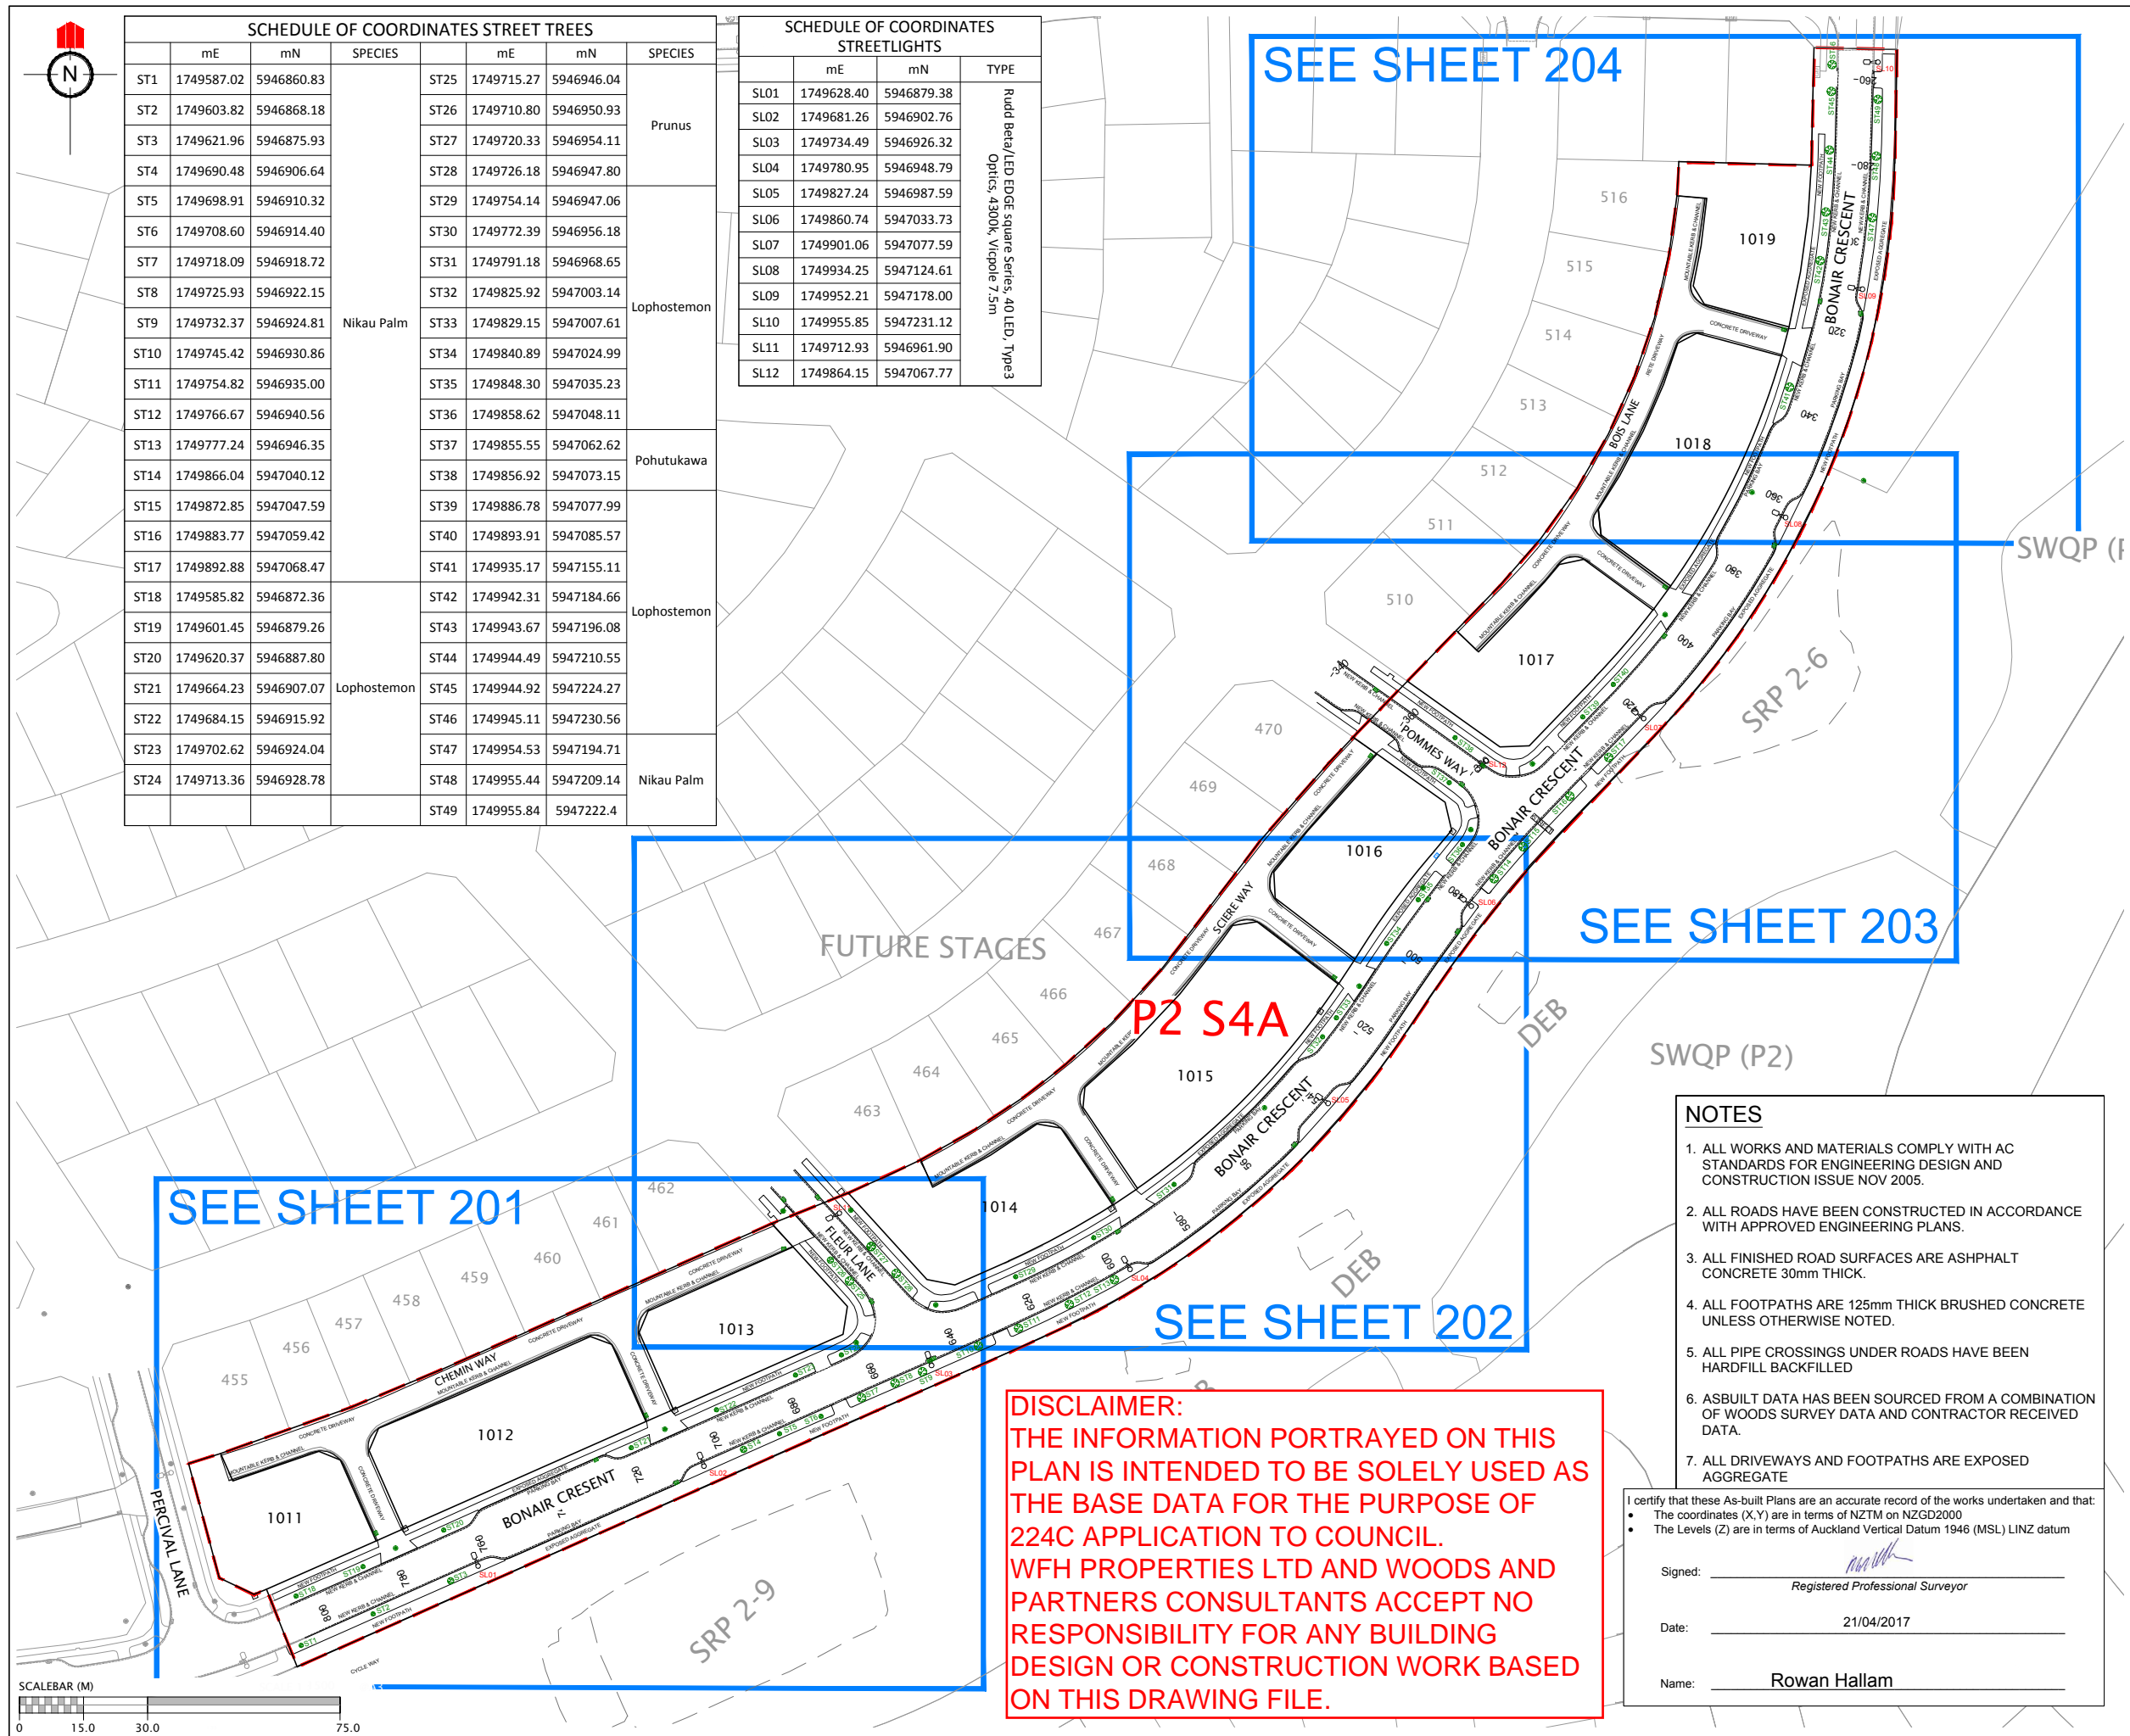 N
SCHEDULE OF COORDINATES STREET TREES
mE mN SPECIES mE mN SPECIES
ST1 1749587.02 5946860.83 ST25 1749715.27 5946946.04
ST2 1749603.82 5946868.18 ST26 1749710.80 5946950.93
Prunus
ST3 1749621.96 5946875.93 ST27 1749720.33 5946954.11
ST4 1749690.48 5946906.64 ST28 1749726.18 5946947.80
ST5 1749698.91 5946910.32 ST29 1749754.14 5946947.06
ST6 1749708.60 5946914.40 ST30 1749772.39 5946956.18
ST7 1749718.09 5946918.72 ST31 1749791.18 5946968.65
ST8 1749725.93 5946922.15 ST32 1749825.92 5947003.14
Lophostemon
ST9 1749732.37 5946924.81 Nikau Palm ST33 1749829.15 5947007.61
ST10 1749745.42 5946930.86 ST34 1749840.89 5947024.99
ST11 1749754.82 5946935.00 ST35 1749848.30 5947035.23
ST12 1749766.67 5946940.56 ST36 1749858.62 5947048.11
ST13 1749777.24 5946946.35 ST37 1749855.55 5947062.62
Pohutukawa
ST14 1749866.04 5947040.12 ST38 1749856.92 5947073.15
ST15 1749872.85 5947047.59 ST39 1749886.78 5947077.99
ST16 1749883.77 5947059.42 ST40 1749893.91 5947085.57
ST17 1749892.88 5947068.47 ST41 1749935.17 5947155.11
ST18 1749585.82 5946872.36 ST42 1749942.31 5947184.66
Lophostemon
ST19 1749601.45 5946879.26 ST43 1749943.67 5947196.08
ST20 1749620.37 5946887.80 ST44 1749944.49 5947210.55
ST21 1749664.23 5946907.07 Lophostemon ST45 1749944.92 5947224.27
ST22 1749684.15 5946915.92 ST46 1749945.11 5947230.56
ST23 1749702.62 5946924.04 ST47 1749954.53 5947194.71
ST24 1749713.36 5946928.78 ST48 1749955.44 5947209.14 Nikau Palm
ST49 1749955.84 5947222.4
SCHEDULE OF COORDINATES
STREETLIGHTS
mE mN TYPE
SL01 1749628.40 5946879.38
SL02 1749681.26 5946902.76
SL03 1749734.49 5946926.32
SL04 1749780.95 5946948.79
SL05 1749827.24 5946987.59
SL06 1749860.74 5947033.73
SL07 1749901.06 5947077.59
SL08 1749934.25 5947124.61
SL09 1749952.21 5947178.00
SL10 1749955.85 5947231.12
SL11 1749712.93 5946961.90
SL12 1749864.15 5947067.77
Rudd Beta/LED EDGE square Series, 40 LED, Type3
Optics, 4300k, Vicpole 7.5m
SEE SHEET 204
SEE SHEET 203
SEE SHEET 202
SEE SHEET 201
516
515
514
513
512
511
510
470
469
468
467
466
465
464
463
462
461
460
459
458
457
456
455
1019
1018
1017
1016
1015
1014
1013
1012
1011
BONAIR CRESCENT
BOIS LANE
POMMES WAY
BONAIR CRESCENT
SCIERE WAY
BONAIR CRESCENT
FLEUR LANE
CHEMIN WAY
BONAIR CRESENT
PERCIVAL LANE
CYCLE WAY
FUTURE STAGES
P2 S4A
SWQP (P
SRP 2-6
DEB
SWQP (P2)
DEB
SRP 2-9
NOTES
1. ALL WORKS AND MATERIALS COMPLY WITH AC
STANDARDS FOR ENGINEERING DESIGN AND
CONSTRUCTION ISSUE NOV 2005.
2. ALL ROADS HAVE BEEN CONSTRUCTED IN ACCORDANCE
WITH APPROVED ENGINEERING PLANS.
3. ALL FINISHED ROAD SURFACES ARE ASHPHALT
CONCRETE 30mm THICK.
4. ALL FOOTPATHS ARE 125mm THICK BRUSHED CONCRETE
UNLESS OTHERWISE NOTED.
5. ALL PIPE CROSSINGS UNDER ROADS HAVE BEEN
HARDFILL BACKFILLED
6. ASBUILT DATA HAS BEEN SOURCED FROM A COMBINATION
OF WOODS SURVEY DATA AND CONTRACTOR RECEIVED
DATA.
7. ALL DRIVEWAYS AND FOOTPATHS ARE EXPOSED
AGGREGATE
I certify that these As-built Plans are an accurate record of the works undertaken and that:
• The coordinates (X,Y) are in terms of NZTM on NZGD2000
• The Levels (Z) are in terms of Auckland Vertical Datum 1946 (MSL) LINZ datum
Signed:
Registered Professional Surveyor
Date: 21/04/2017
Name: Rowan Hallam
DISCLAIMER:
THE INFORMATION PORTRAYED ON THIS
PLAN IS INTENDED TO BE SOLELY USED AS
THE BASE DATA FOR THE PURPOSE OF
224C APPLICATION TO COUNCIL.
WFH PROPERTIES LTD AND WOODS AND
PARTNERS CONSULTANTS ACCEPT NO
RESPONSIBILITY FOR ANY BUILDING
DESIGN OR CONSTRUCTION WORK BASED
ON THIS DRAWING FILE.
SCALEBAR (M)
0 15.0 30.0 75.0